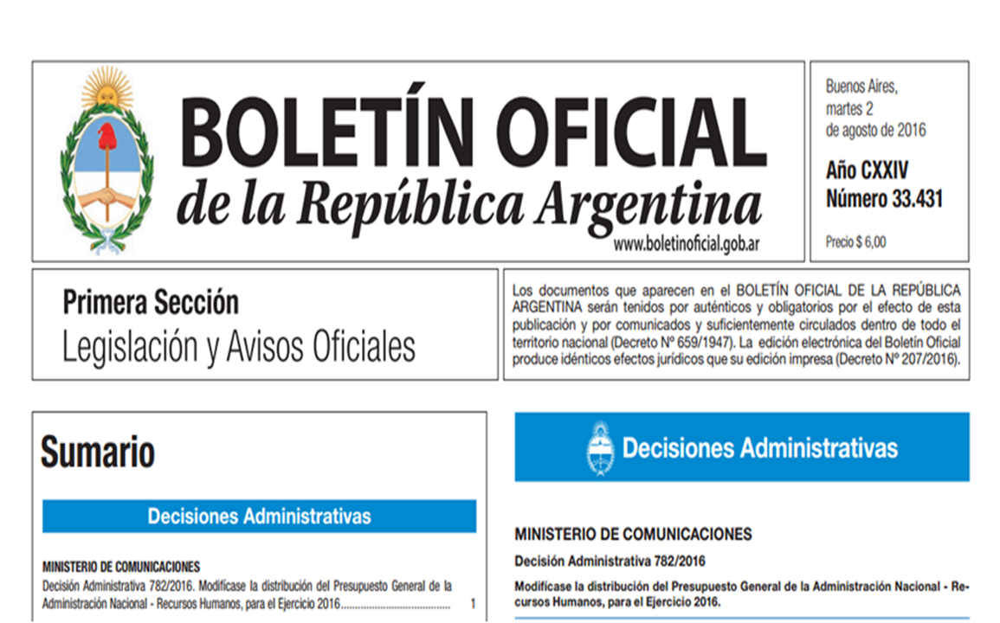 BOLETÍN OFICIAL
de la República Argentina
www.boletinoficial.gob.ar
Buenos Aires,
martes 2
de agosto de 2016
Año CXXIV
Número 33.431
Precio $ 6,00
Primera Sección
Legislación y Avisos Oficiales
Los documentos que aparecen en el BOLETÍN OFICIAL DE LA REPÚBLICA
ARGENTINA serán tenidos por auténticos y obligatorios por el efecto de esta
publicación y por comunicados y suficientemente circulados dentro de todo el
territorio nacional (Decreto Nº 659/1947). La edición electrónica del Boletín Oficial
produce idénticos efectos jurídicos que su edición impresa (Decreto Nº 207/2016).
Sumario
Decisiones Administrativas
MINISTERIO DE COMUNICACIONES
Decisión Administrativa 782/2016. Modifícase la distribución del Presupuesto General de la
Administración Nacional - Recursos Humanos, para el Ejercicio 2016....................................... 1
Decisiones Administrativas
MINISTERIO DE COMUNICACIONES
Decisión Administrativa 782/2016
Modifícase la distribución del Presupuesto General de la Administración Nacional - Re-
cursos Humanos, para el Ejercicio 2016.